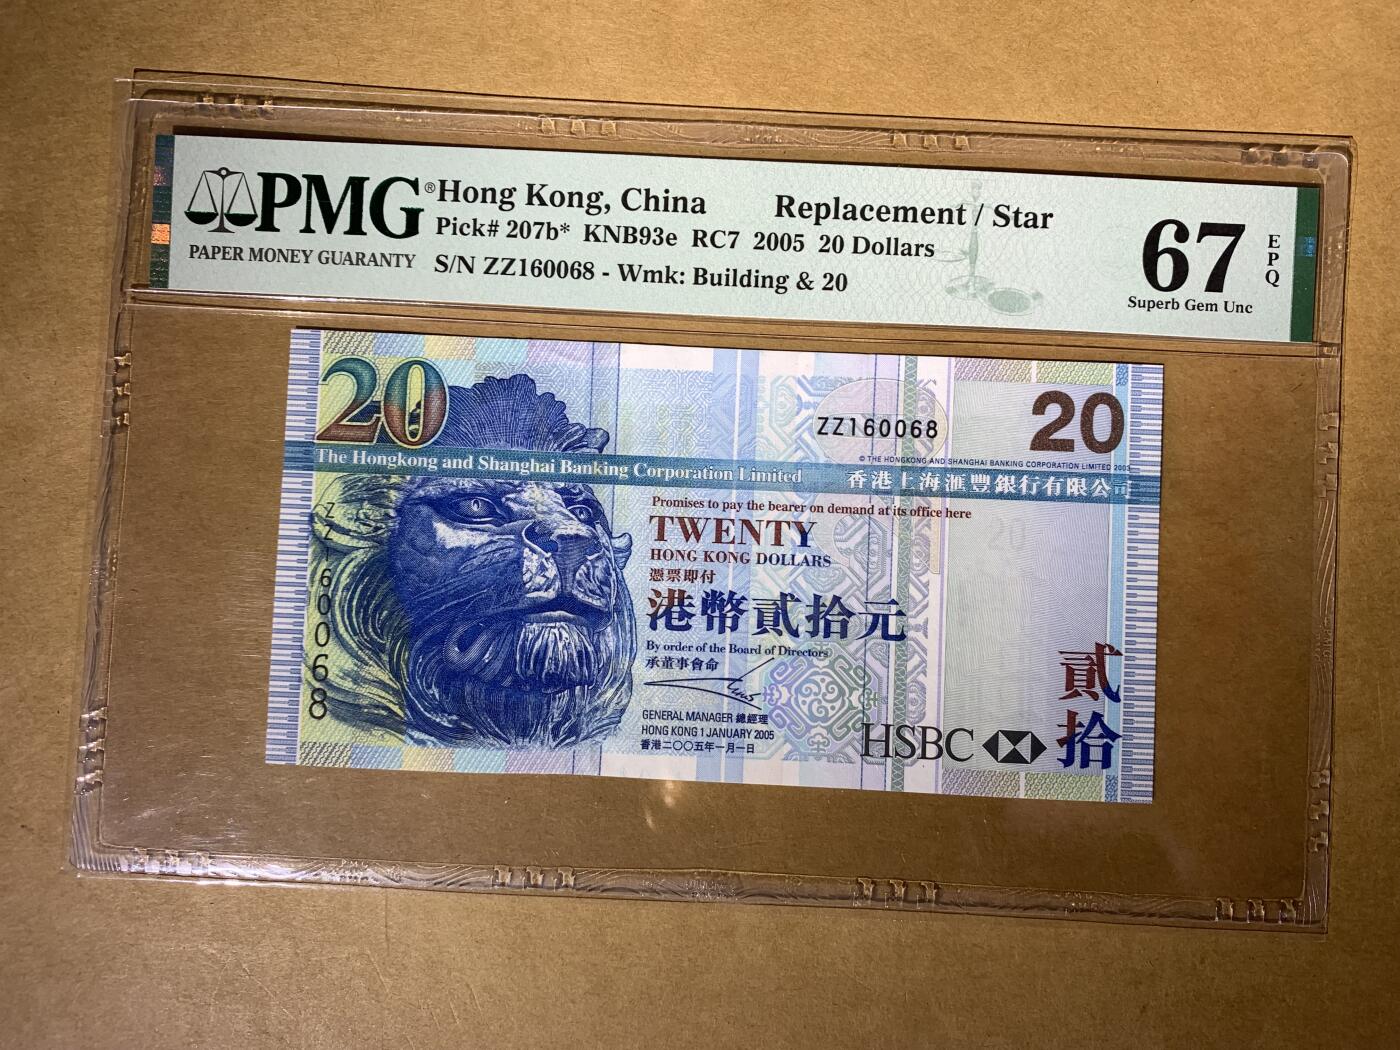 PMG®
PAPER MONEY GUARANTY
Hong Kong, China Replacement / Star
Pick# 207b* KNB93e RC7 2005 20 Dollars
S/N ZZ160068 - Wmk: Building & 20
67
EPQ
Superb Gem Unc
20
ZZ160068
20
© THE HONGKONG AND SHANGHAI BANKING CORPORATION LIMITED 2003
The Hongkong and Shanghai Banking Corporation Limited
香港上海滙豐銀行有限公司
Promises to pay the bearer on demand at its office here
TWENTY
HONG KONG DOLLARS
憑票即付
港幣貳拾元
By order of the Board of Directors
承董事會命
GENERAL MANAGER 總經理
HONG KONG 1 JANUARY 2005
香港二〇〇五年一月一日
ZZ160068
20
HSBC
貳拾